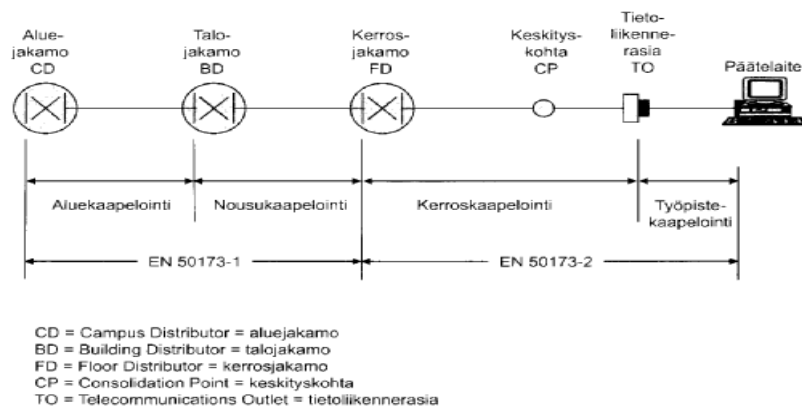 Alue-
jakamo
CD
Talo-
jakamo
BD
Kerros-
jakamo
FD
Keskitys-
kohta
CP
Tieto-
liikenne-
rasia
TO
Päätelaite
Aluekaapelointi
Nousukaapelointi
Kerroskaapelointi
Työpiste-
kaapelointi
EN 50173-1
EN 50173-2
CD = Campus Distributor = aluejakamo
BD = Building Distributor = talojakamo
FD = Floor Distributor = kerrosjakamo
CP = Consolidation Point = keskityskohta
TO = Telecommunications Outlet = tietoliikennerasia